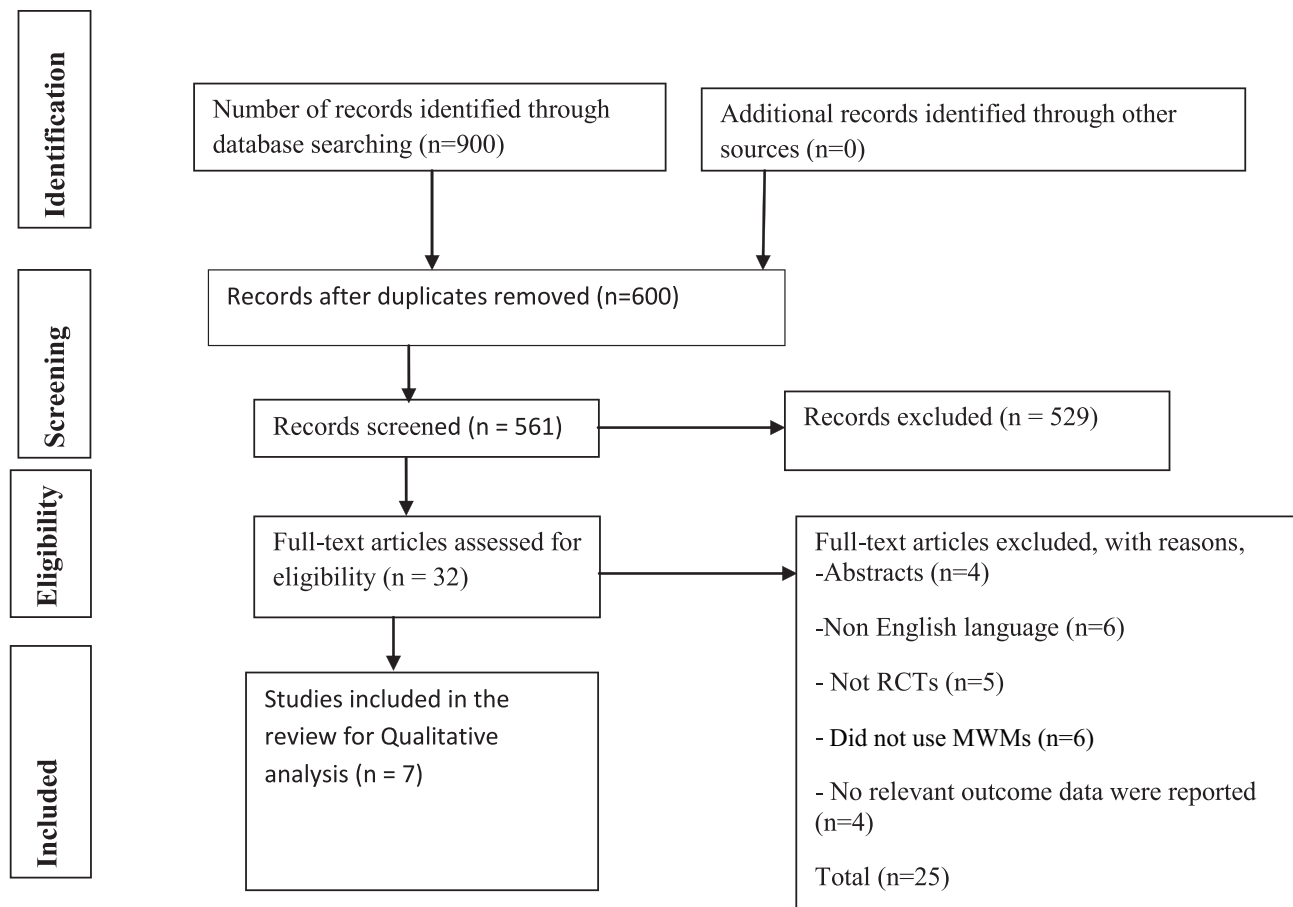 Identification
Number of records identified through
database searching (n=900)
Additional records identified through other
sources (n=0)
Screening
Records after duplicates removed (n=600)
Records screened (n = 561)
Records excluded (n = 529)
Eligibility
Full-text articles assessed for
eligibility (n = 32)
Full-text articles excluded, with reasons,
-Abstracts (n=4)
-Non English language (n=6)
- Not RCTs (n=5)
- Did not use MWMs (n=6)
- No relevant outcome data were reported
(n=4)
Total (n=25)
Included
Studies included in the
review for Qualitative
analysis (n = 7)